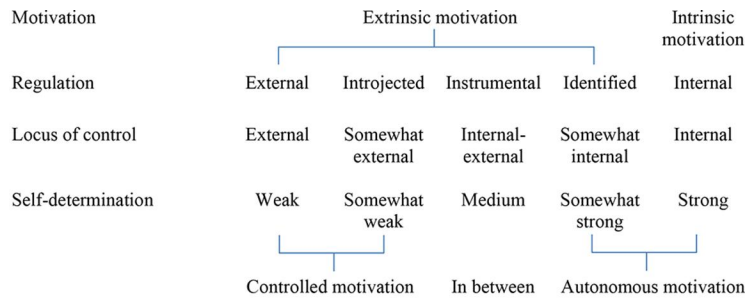 Motivation Extrinsic motivation Intrinsic
motivation
Regulation External Introjected Instrumental Identified Internal
Locus of control External Somewhat Internal- Somewhat Internal
external external internal
Self-determination Weak Somewhat Medium Somewhat Strong
weak strong
Controlled motivation In between Autonomous motivation